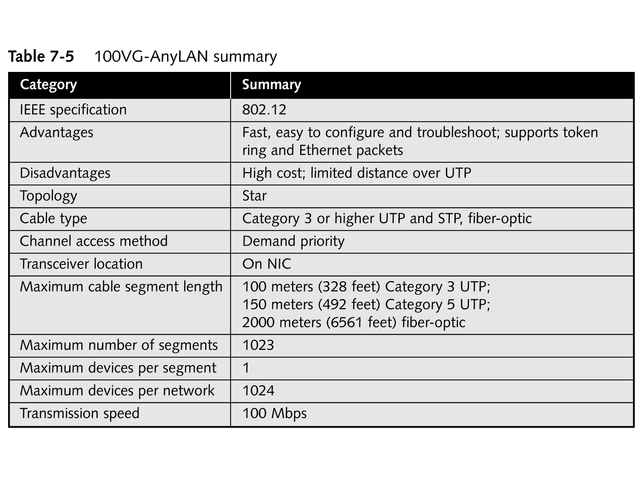 Table 7-5 100VG-AnyLAN summary
Category Summary
IEEE specification 802.12
Advantages Fast, easy to configure and troubleshoot; supports token
ring and Ethernet packets
Disadvantages High cost; limited distance over UTP
Topology Star
Cable type Category 3 or higher UTP and STP, fiber-optic
Channel access method Demand priority
Transceiver location On NIC
Maximum cable segment length 100 meters (328 feet) Category 3 UTP;
150 meters (492 feet) Category 5 UTP;
2000 meters (6561 feet) fiber-optic
Maximum number of segments 1023
Maximum devices per segment 1
Maximum devices per network 1024
Transmission speed 100 Mbps